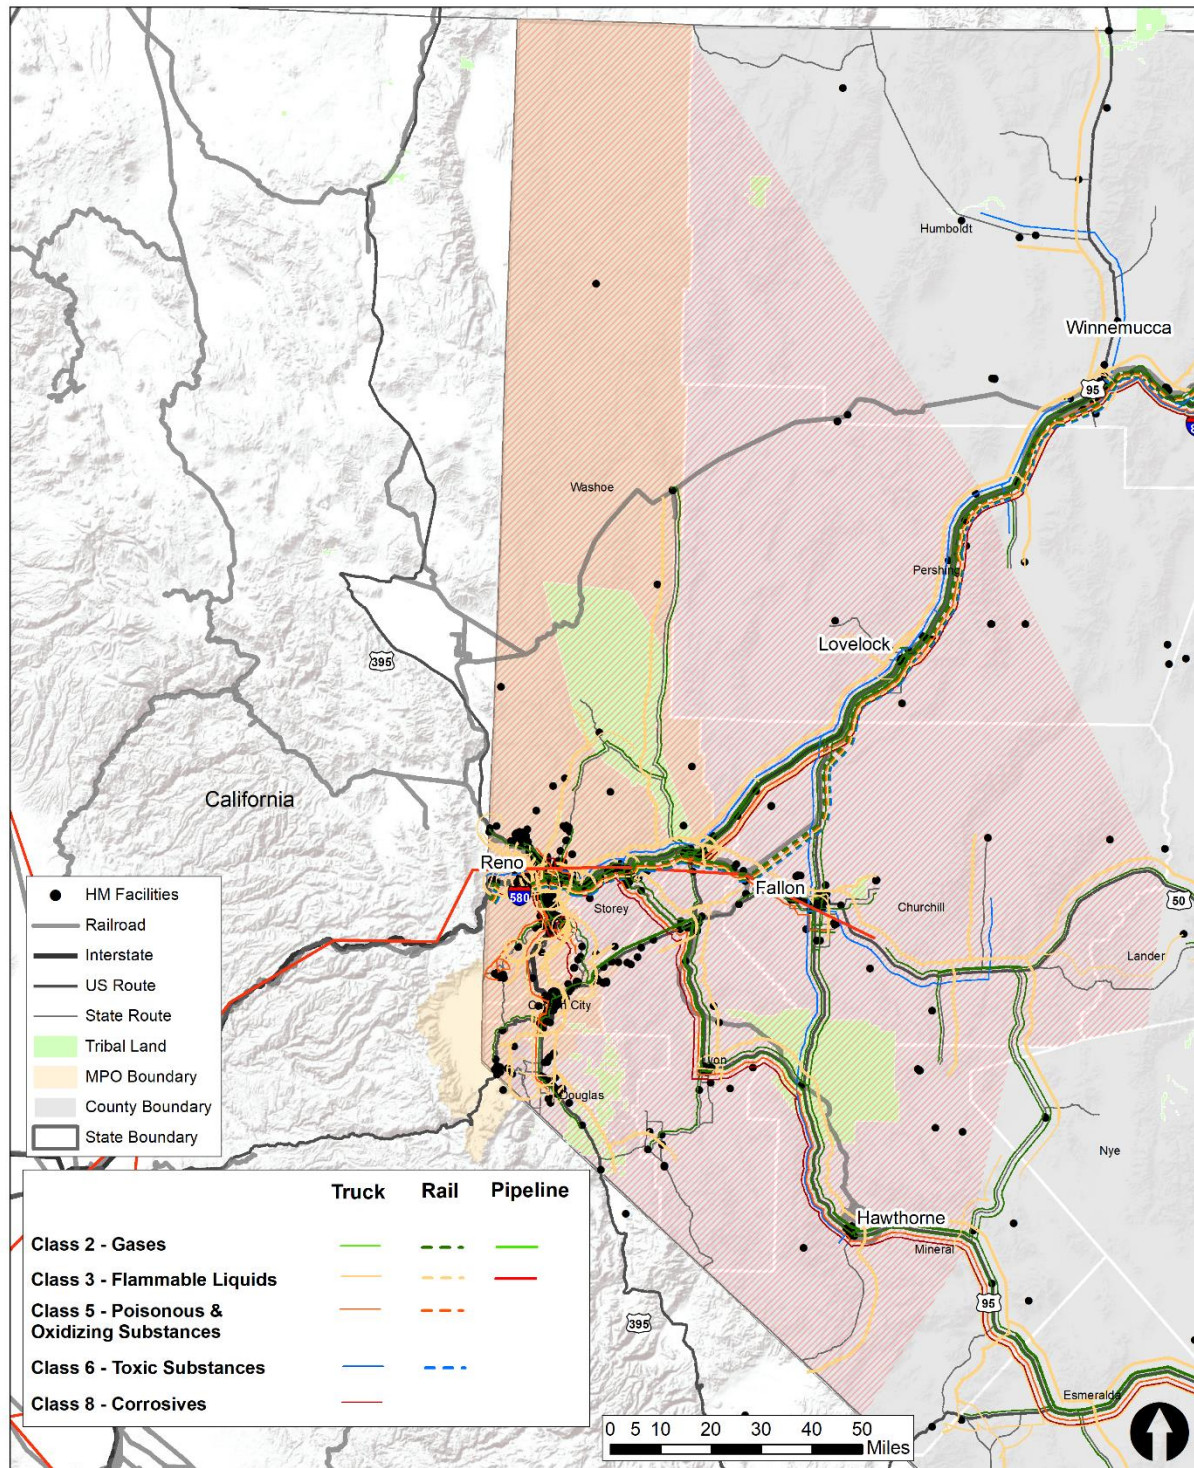 Humboldt
Winnemucca
95
Washoe
Pershing
Lovelock
395
California
Reno
580
Storey
Fallon
Churchill
50
Lander
City
Lyon
Douglas
Nye
Hawthorne
Mineral
95
395
Esmeralda
HM Facilities
Railroad
Interstate
US Route
State Route
Tribal Land
MPO Boundary
County Boundary
State Boundary
Truck Rail Pipeline
Class 2 - Gases
Class 3 - Flammable Liquids
Class 5 - Poisonous &
Oxidizing Substances
Class 6 - Toxic Substances
Class 8 - Corrosives
0 5 10 20 30 40 50
Miles